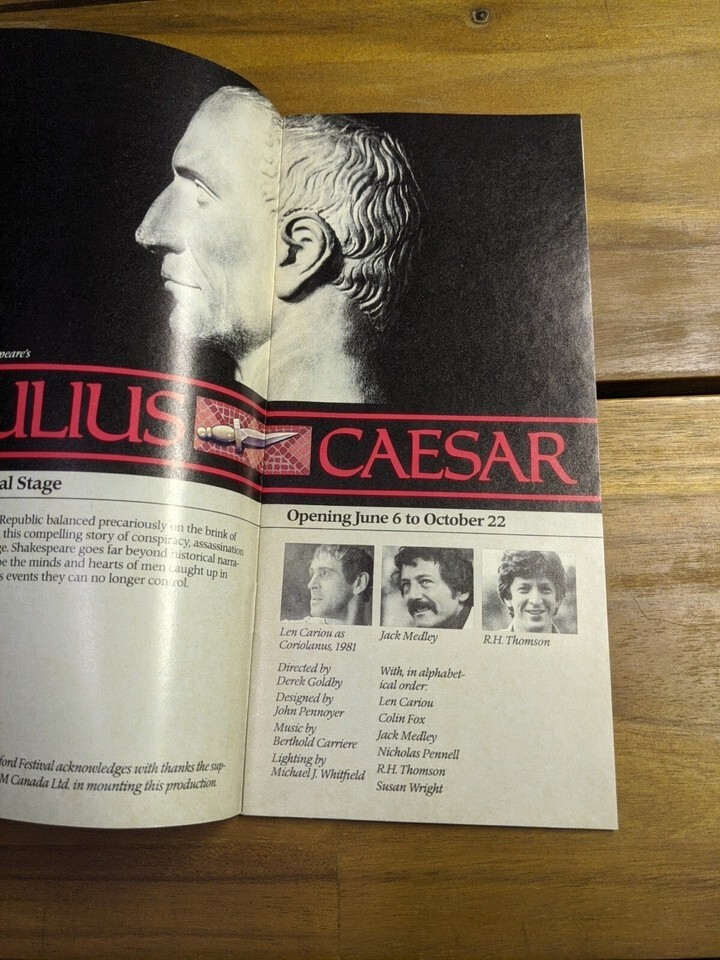 peare's
ULIUS CAESAR
al Stage
Republic balanced precariously on the brink of
this compelling story of conspiracy, assassination
e. Shakespeare goes far beyond historical narra-
e the minds and hearts of men caught up in
s events they can no longer control.
ford Festival acknowledges with thanks the sup-
M Canada Ltd. in mounting this production.
Opening June 6 to October 22
Len Cariou as
Coriolanus, 1981
Jack Medley
R.H. Thomson
Directed by
Derek Goldby
Designed by
John Pennoyer
Music by
Berthold Carriere
Lighting by
Michael J. Whitfield
With, in alphabet-
ical order:
Len Cariou
Colin Fox
Jack Medley
Nicholas Pennell
R.H. Thomson
Susan Wright